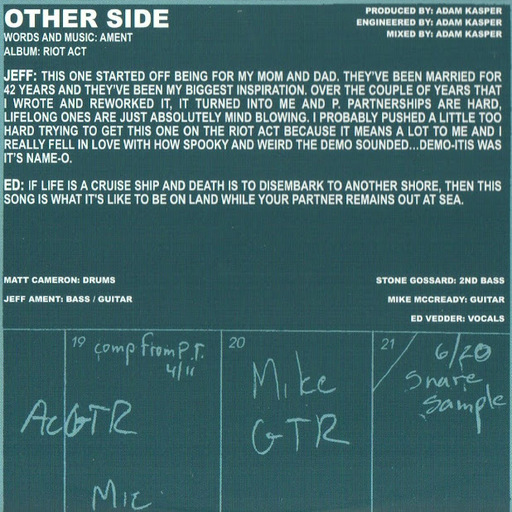 OTHER SIDE
WORDS AND MUSIC: AMENT
ALBUM: RIOT ACT
PRODUCED BY: ADAM KASPER
ENGINEERED BY: ADAM KASPER
MIXED BY: ADAM KASPER
JEFF: THIS ONE STARTED OFF BEING FOR MY MOM AND DAD. THEY'VE BEEN MARRIED FOR
42 YEARS AND THEY'VE BEEN MY BIGGEST INSPIRATION. OVER THE COUPLE OF YEARS THAT
I WROTE AND REWORKED IT, IT TURNED INTO ME AND P. PARTNERSHIPS ARE HARD,
LIFELONG ONES ARE JUST ABSOLUTELY MIND BLOWING. I PROBABLY PUSHED A LITTLE TOO
HARD TRYING TO GET THIS ONE ON THE RIOT ACT BECAUSE IT MEANS A LOT TO ME AND I
REALLY FELL IN LOVE WITH HOW SPOOKY AND WEIRD THE DEMO SOUNDED...DEMO-ITIS WAS
IT'S NAME-O.
ED: IF LIFE IS A CRUISE SHIP AND DEATH IS TO DISEMBARK TO ANOTHER SHORE, THEN THIS
SONG IS WHAT IT'S LIKE TO BE ON LAND WHILE YOUR PARTNER REMAINS OUT AT SEA.
MATT CAMERON: DRUMS
JEFF AMENT: BASS / GUITAR
STONE GOSSARD: 2ND BASS
MIKE MCCREADY: GUITAR
ED VEDDER: VOCALS
19 comp from P.T.
4/11
AcGTR
Mic
20
Mike
GTR
21 6/20
Snare
Sample